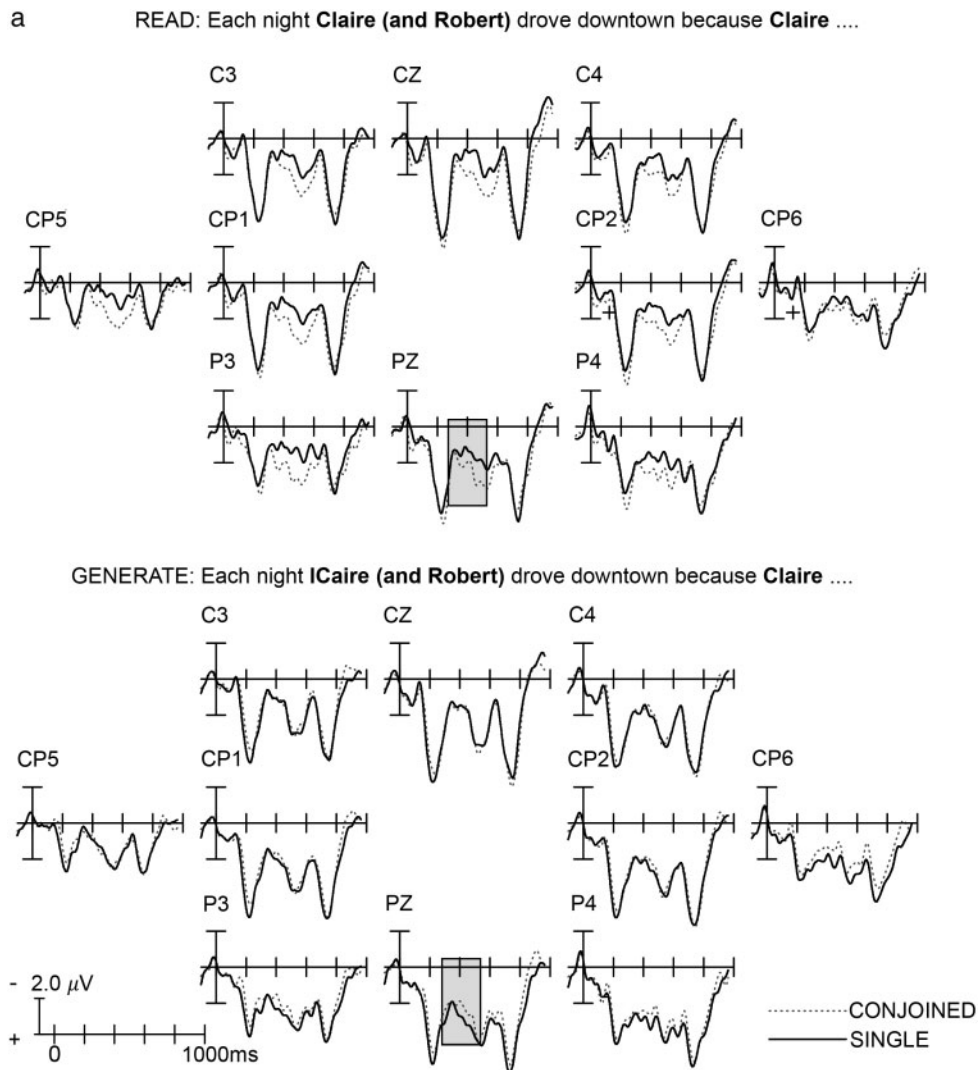 a
READ: Each night Claire (and Robert) drove downtown because Claire ....
C3 CZ C4
CP5 CP1 CP2 CP6
+ +
P3 PZ P4
GENERATE: Each night ICaire (and Robert) drove downtown because Claire ....
C3 CZ C4
CP5 CP1 CP2 CP6
P3 PZ P4
- 2.0 μV
CONJOINED
+ SINGLE
0 1000ms